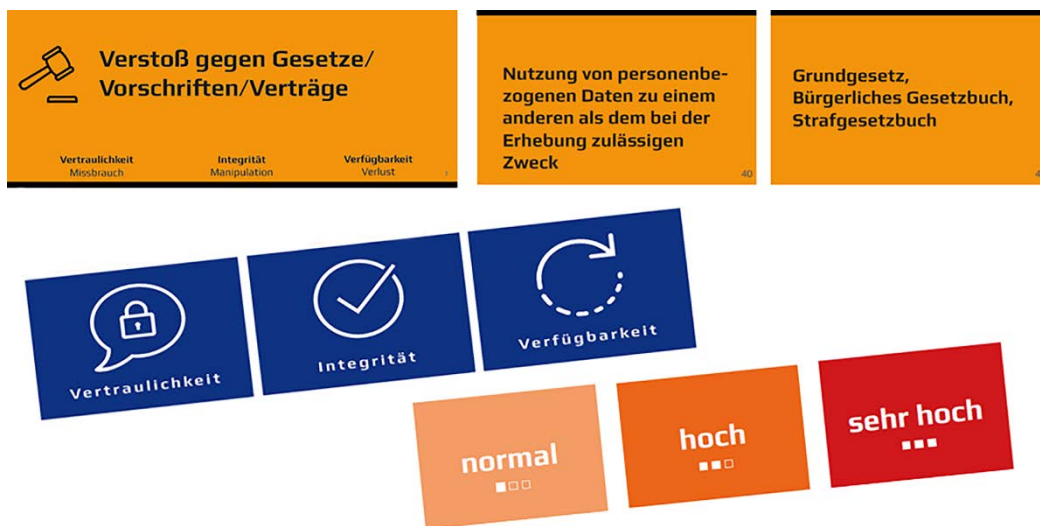 Verstoß gegen Gesetze/
Vorschriften/Verträge
Vertraulichkeit
Missbrauch
Integrität
Manipulation
Verfügbarkeit
Verlust
Nutzung von personenbe-
zogenen Daten zu einem
anderen als dem bei der
Erhebung zulässigen
Zweck
40
Grundgesetz,
Bürgerliches Gesetzbuch,
Strafgesetzbuch
Vertraulichkeit
Integrität
Verfügbarkeit
normal
hoch
sehr hoch